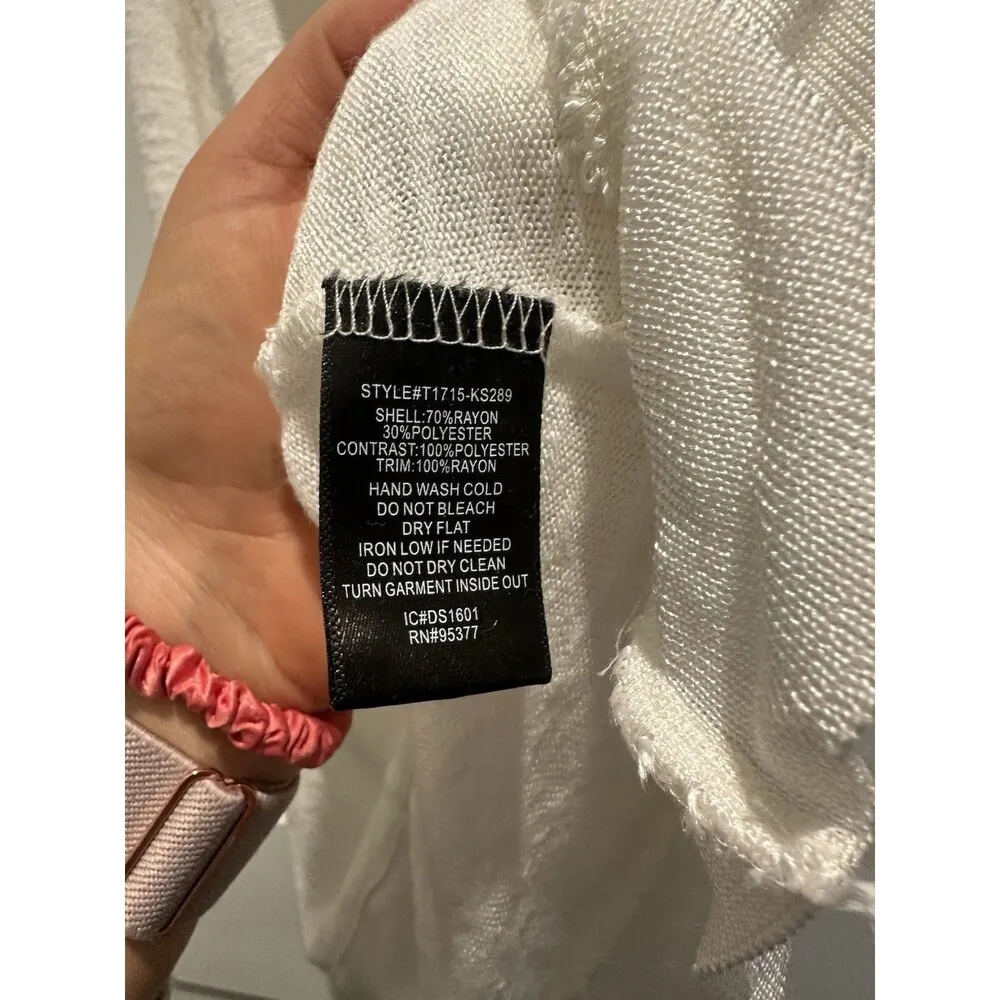 STYLE#T1715-KS289
SHELL:70%RAYON
30%POLYESTER
CONTRAST:100%POLYESTER
TRIM:100%RAYON
HAND WASH COLD
DO NOT BLEACH
DRY FLAT
IRON LOW IF NEEDED
DO NOT DRY CLEAN
TURN GARMENT INSIDE OUT
IC#DS1601
RN#95377